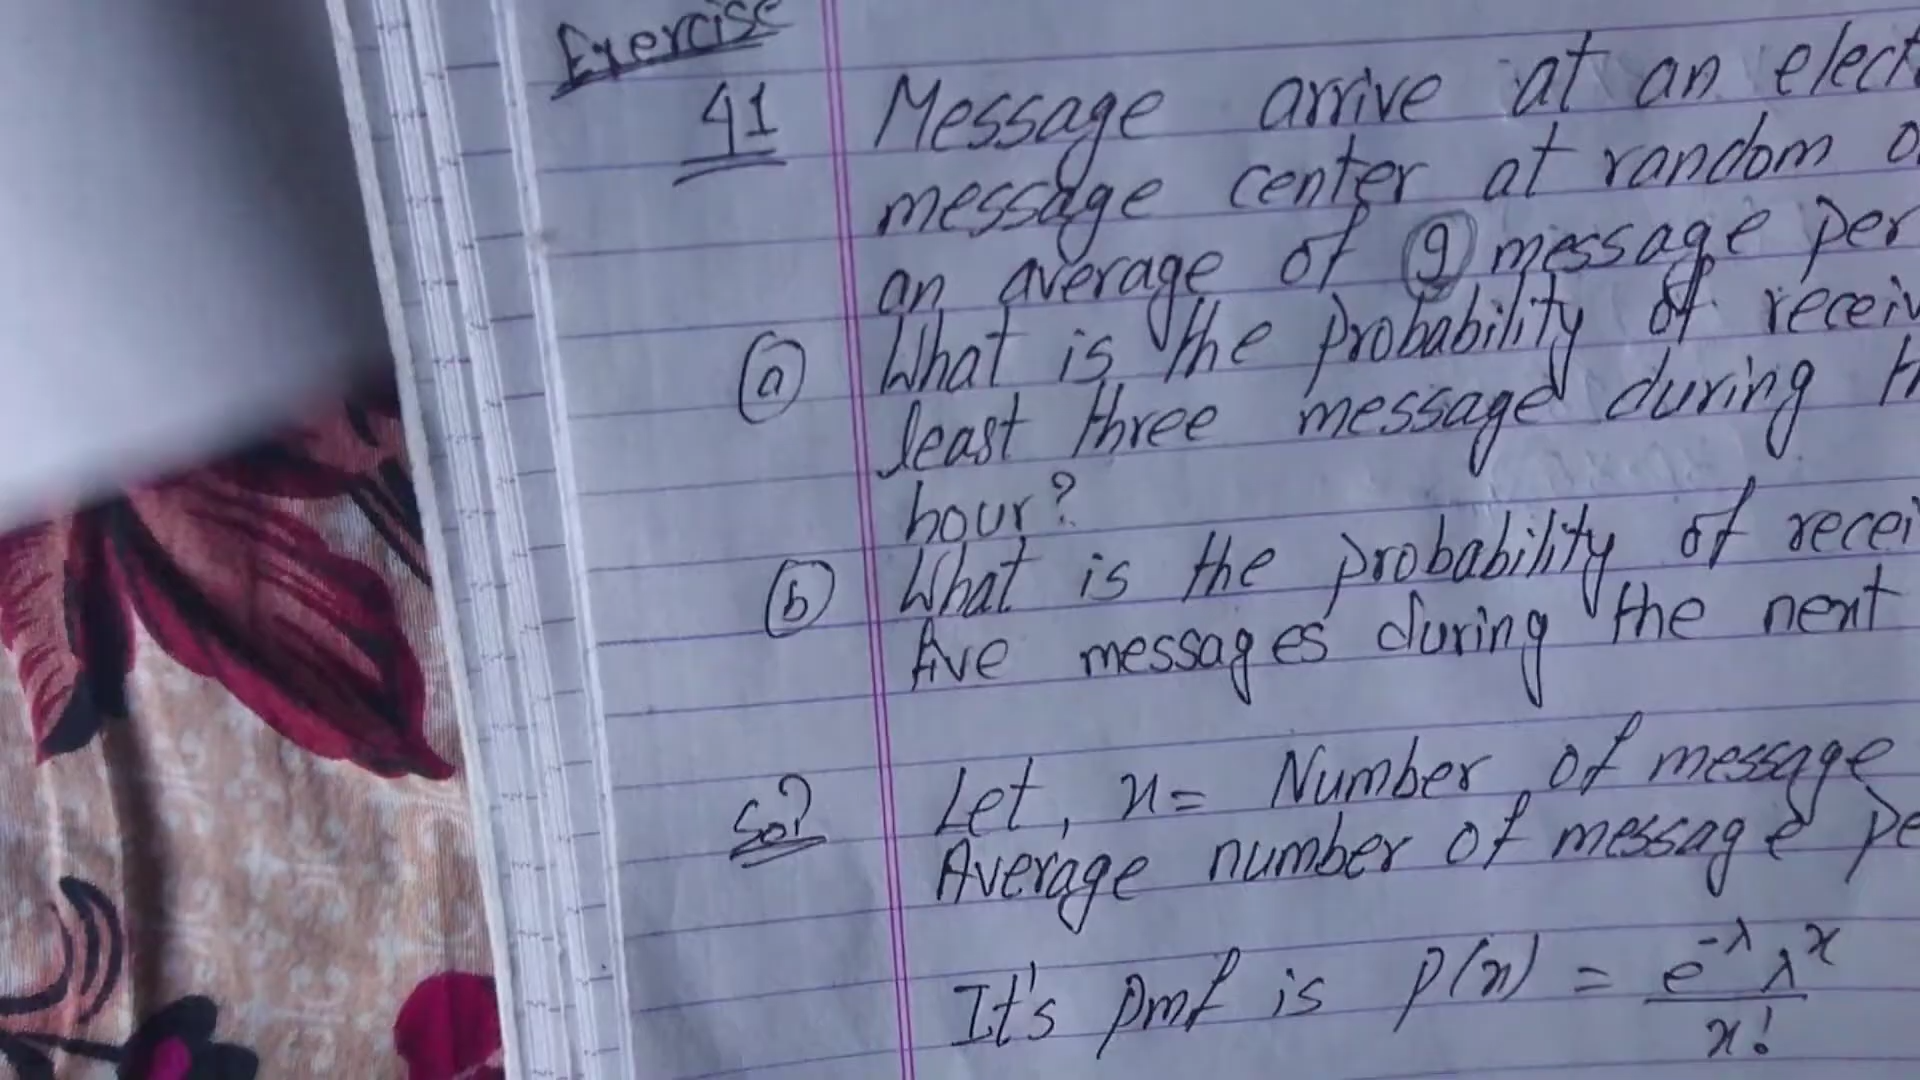 Exercise
41 Message arrive at an elect
message center at random o
an average of 9 message per
(a) What is the probability of receiv
least three message during th
hour?
(b) What is the probability of recei
five messages during the next
Sol Let, x = Number of message
Average number of message pe
It's pmf is p(x) = e^-λ λ^x / x!